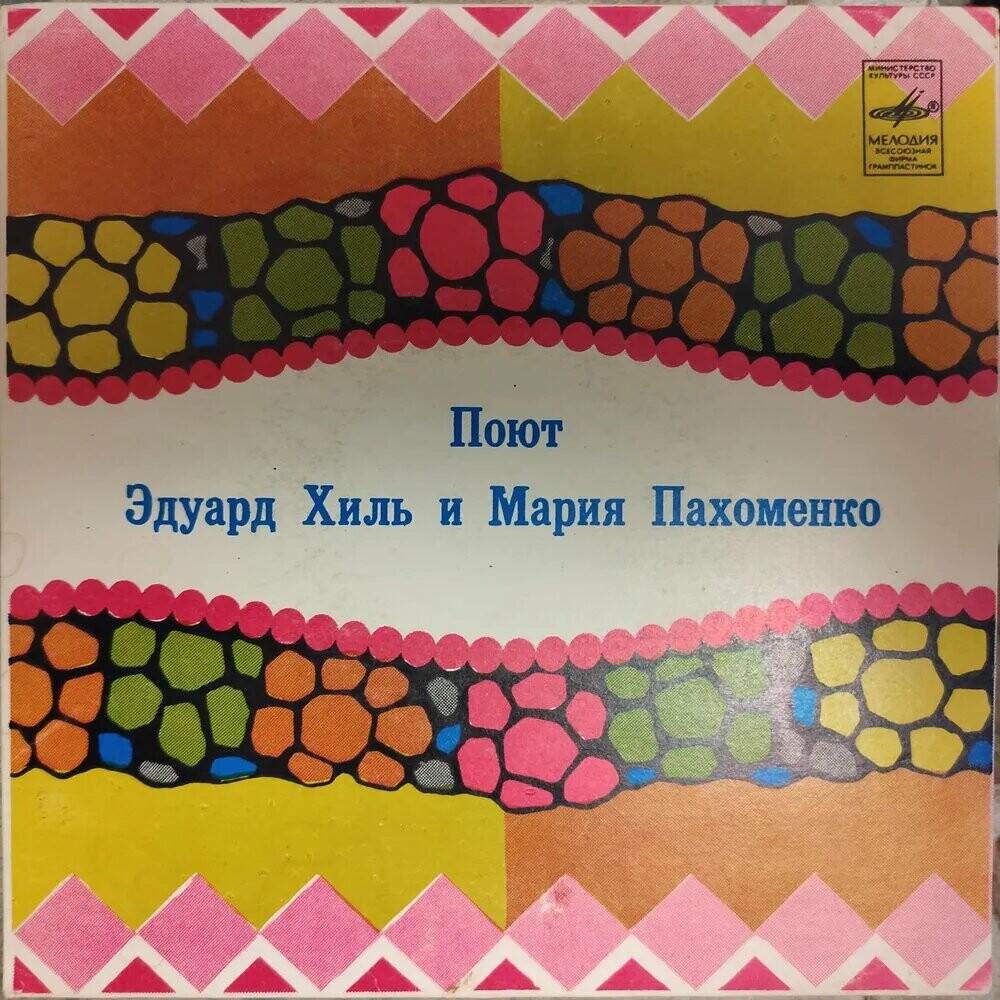 МИНИСТЕРСТВО
КУЛЬТУРЫ СССР
МЕЛОДИЯ
ВСЕСОЮЗНАЯ
ФИРМА
ГРАМПЛАСТИНОК
Поют
Эдуард Хиль и Мария Пахоменко